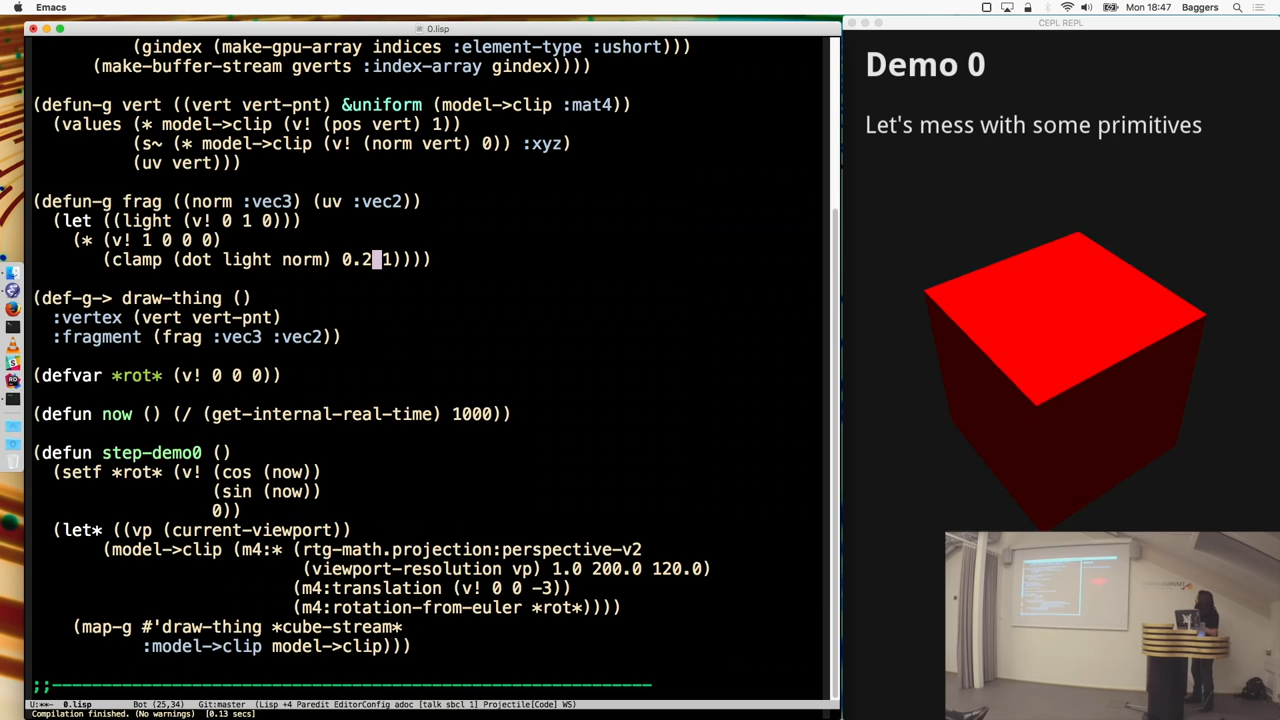 Emacs
Mon 18:47
Baggers
0.lisp
CEPL REPL
(gindex (make-gpu-array indices :element-type :ushort)))
(make-buffer-stream gverts :index-array gindex))))
(defun-g vert ((vert vert-pnt) &uniform (model->clip :mat4))
(values (* model->clip (v! (pos vert) 1))
(s~ (* model->clip (v! (norm vert) 0)) :xyz)
(uv vert)))
(defun-g frag ((norm :vec3) (uv :vec2))
(let ((light (v! 0 1 0)))
(* (v! 1 0 0 0)
(clamp (dot light norm) 0.2 1))))
(def-g-> draw-thing ()
:vertex (vert vert-pnt)
:fragment (frag :vec3 :vec2))
(defvar *rot* (v! 0 0 0))
(defun now () (/ (get-internal-real-time) 1000))
(defun step-demo0 ()
(setf *rot* (v! (cos (now))
(sin (now))
0))
(let* ((vp (current-viewport))
(model->clip (m4:* (rtg-math.projection:perspective-v2
(viewport-resolution vp) 1.0 200.0 120.0)
(m4:translation (v! 0 0 -3))
(m4:rotation-from-euler *rot*))))
(map-g #'draw-thing *cube-stream*
:model->clip model->clip)))
;;------------------------------------------------------------
U:**- 0.lisp Bot (25,34) Git:master (Lisp +4 Paredit EditorConfig adoc [talk sbcl 1] Projectile[Code] WS)
Compilation finished. (No warnings) [0.13 secs]
Demo 0
Let's mess with some primitives